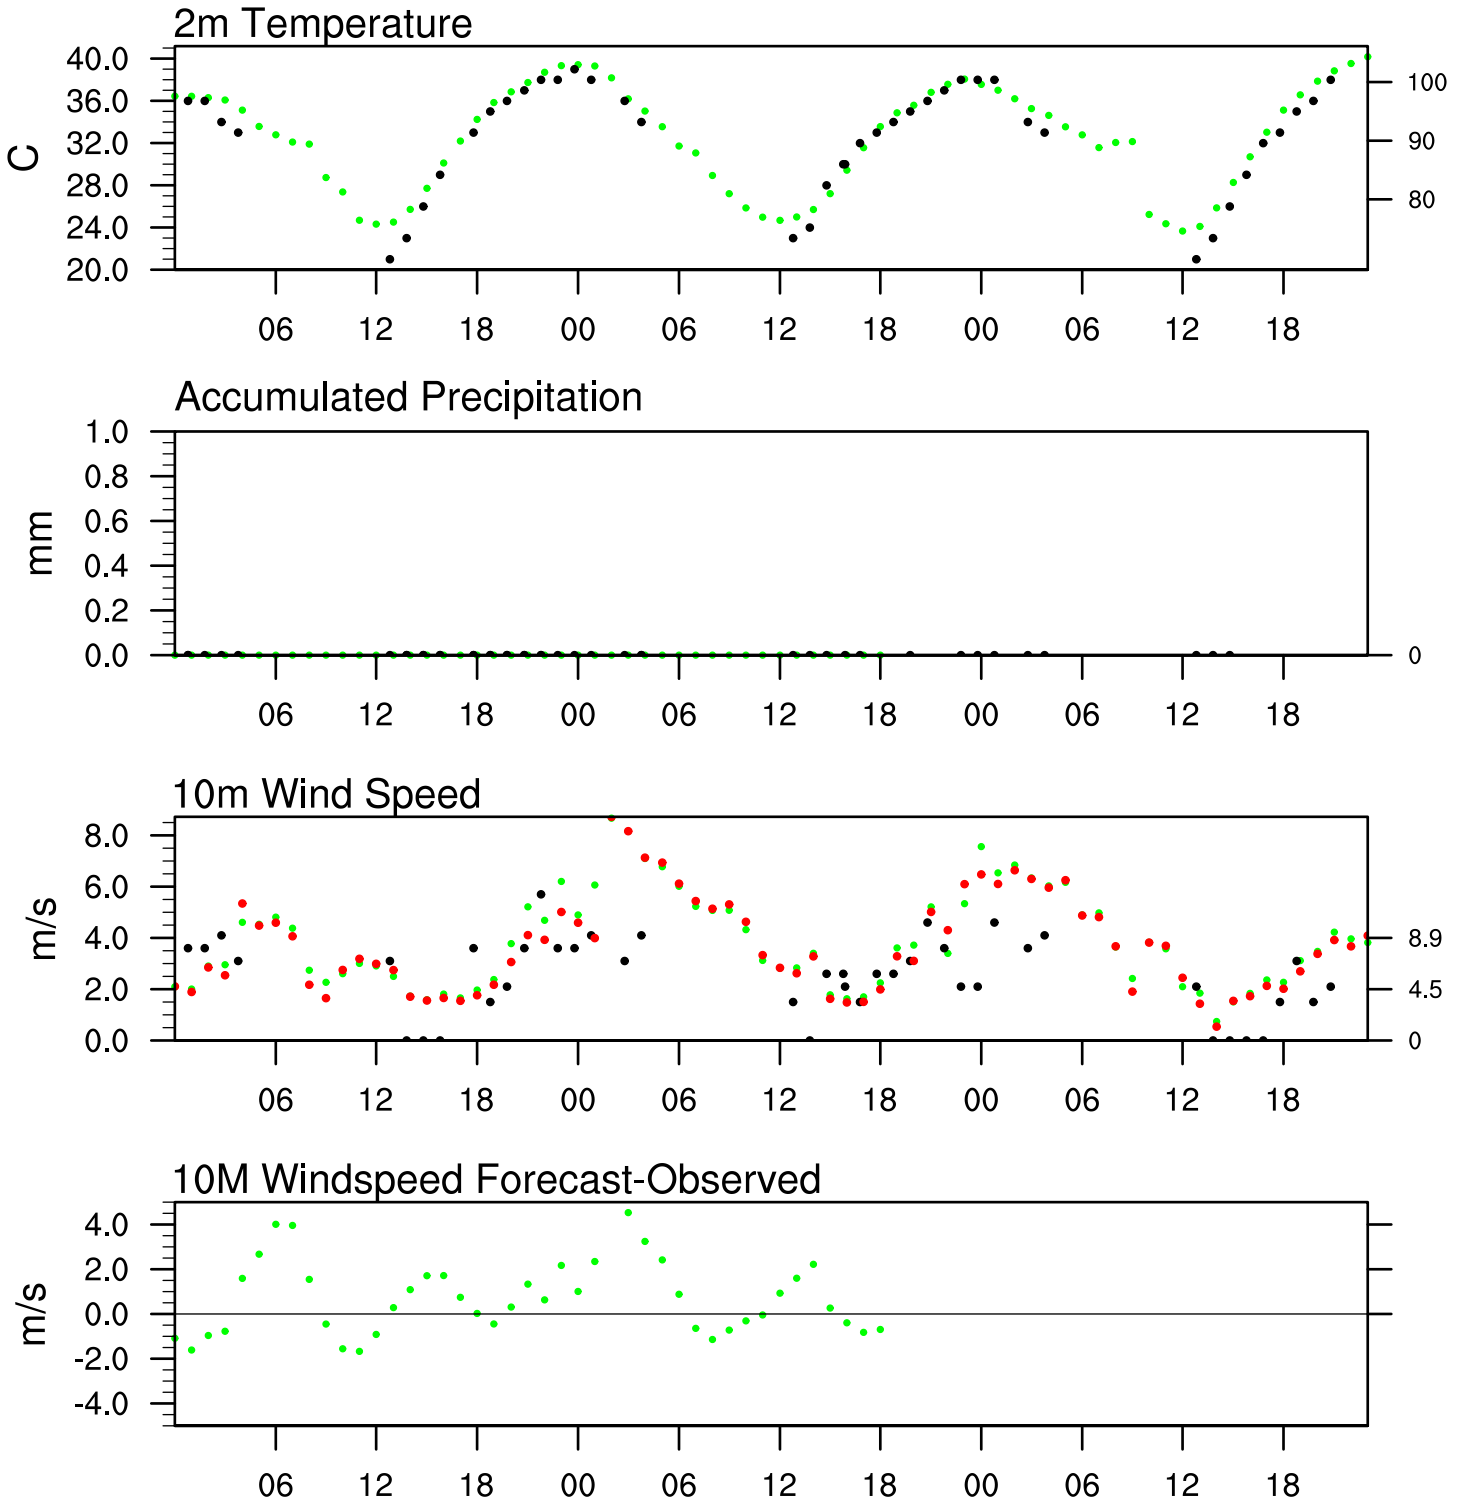 2m Temperature
40.0
36.0
32.0
28.0
24.0
20.0
C
100
90
80
06 12 18 00 06 12 18 00 06 12 18
Accumulated Precipitation
1.0
0.8
0.6
0.4
0.2
0.0
mm
0
06 12 18 00 06 12 18 00 06 12 18
10m Wind Speed
8.0
6.0
4.0
2.0
0.0
m/s
8.9
4.5
0
06 12 18 00 06 12 18 00 06 12 18
10M Windspeed Forecast-Observed
4.0
2.0
0.0
-2.0
-4.0
m/s
06 12 18 00 06 12 18 00 06 12 18